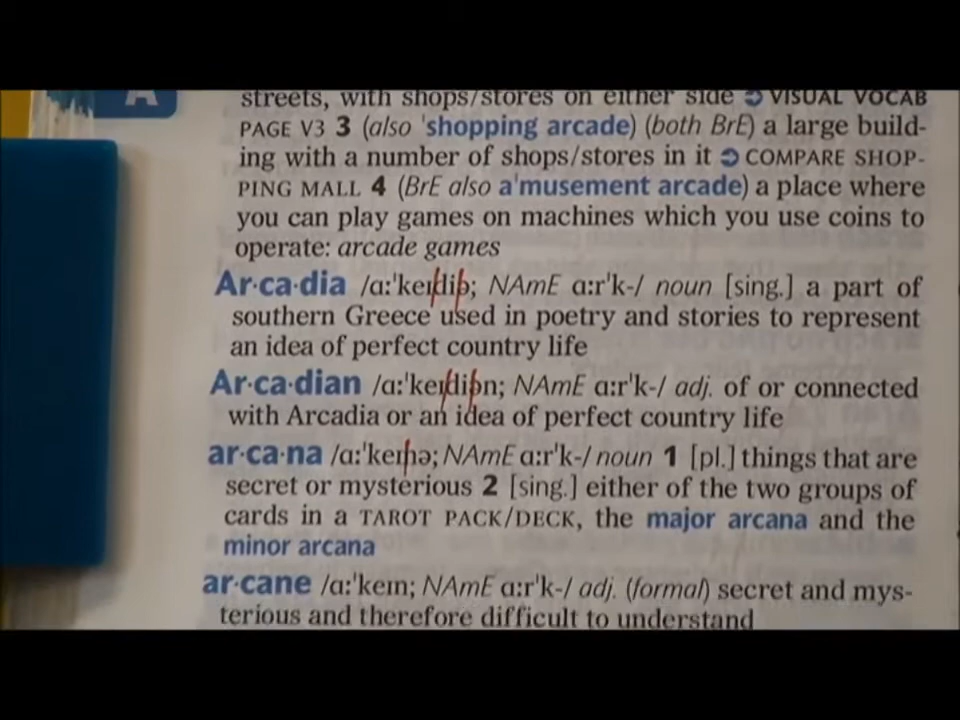 A
streets, with shops/stores on either side ➲ VISUAL VOCAB
PAGE V3 3 (also ˈshopping arcade) (both BrE) a large build-
ing with a number of shops/stores in it ➲ COMPARE SHOP-
PING MALL 4 (BrE also aˈmusement arcade) a place where
you can play games on machines which you use coins to
operate: arcade games
Ar·ca·dia /ɑːˈkeɪdiə; NAmE ɑːrˈk-/ noun [sing.] a part of
southern Greece used in poetry and stories to represent
an idea of perfect country life
Ar·ca·dian /ɑːˈkeɪdiən; NAmE ɑːrˈk-/ adj. of or connected
with Arcadia or an idea of perfect country life
ar·ca·na /ɑːˈkeɪnə; NAmE ɑːrˈk-/ noun 1 [pl.] things that are
secret or mysterious 2 [sing.] either of the two groups of
cards in a TAROT PACK/DECK, the major arcana and the
minor arcana
ar·cane /ɑːˈkeɪn; NAmE ɑːrˈk-/ adj. (formal) secret and mys-
terious and therefore difficult to understand